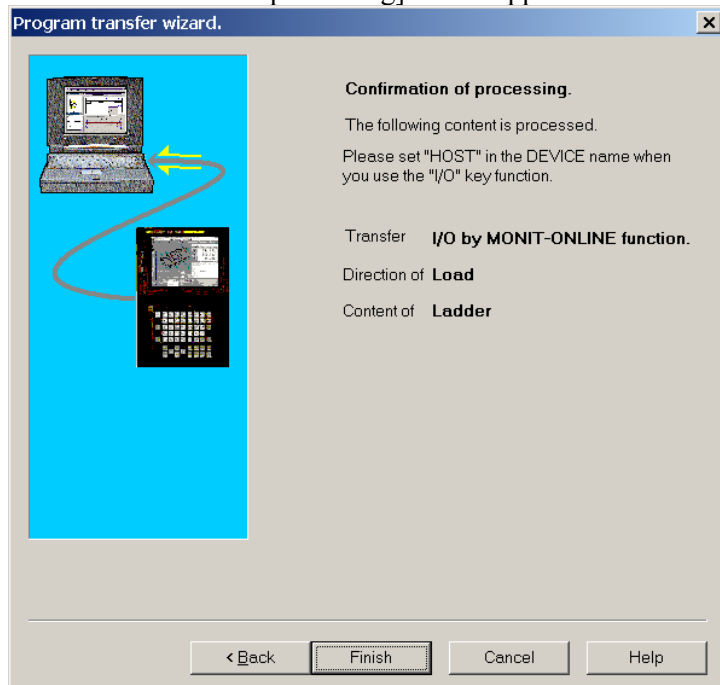 Program transfer wizard.
Confirmation of processing.
The following content is processed.
Please set "HOST" in the DEVICE name when
you use the "I/O" key function.
Transfer I/O by MONIT-ONLINE function.
Direction of Load
Content of Ladder
< Back Finish Cancel Help